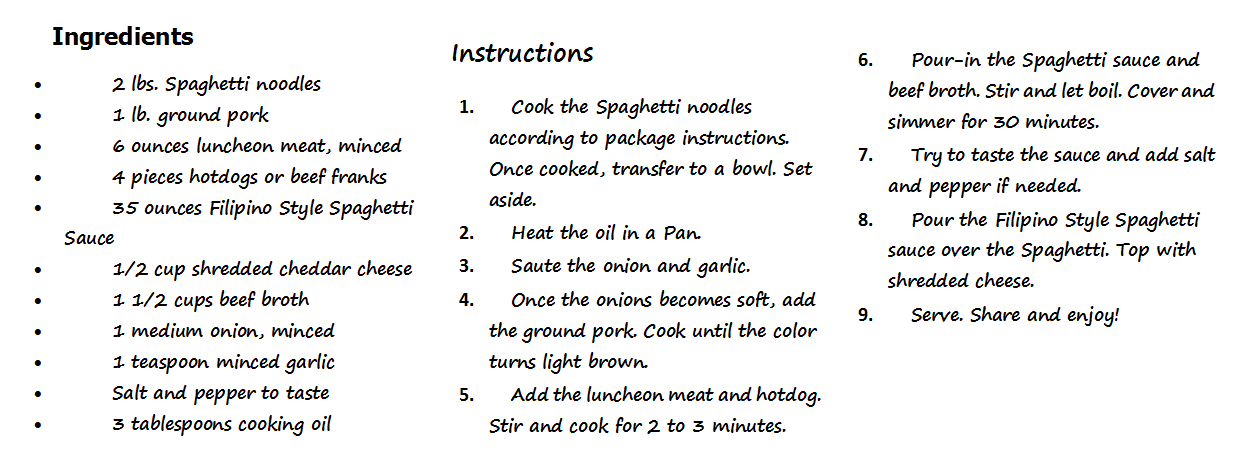 Ingredients
• 2 lbs. Spaghetti noodles
• 1 lb. ground pork
• 6 ounces luncheon meat, minced
• 4 pieces hotdogs or beef franks
• 35 ounces Filipino Style Spaghetti
Sauce
• 1/2 cup shredded cheddar cheese
• 1 1/2 cups beef broth
• 1 medium onion, minced
• 1 teaspoon minced garlic
• Salt and pepper to taste
• 3 tablespoons cooking oil
Instructions
1. Cook the Spaghetti noodles
according to package instructions.
Once cooked, transfer to a bowl. Set
aside.
2. Heat the oil in a Pan.
3. Saute the onion and garlic.
4. Once the onions becomes soft, add
the ground pork. Cook until the color
turns light brown.
5. Add the luncheon meat and hotdog.
Stir and cook for 2 to 3 minutes.
6. Pour-in the Spaghetti sauce and
beef broth. Stir and let boil. Cover and
simmer for 30 minutes.
7. Try to taste the sauce and add salt
and pepper if needed.
8. Pour the Filipino Style Spaghetti
sauce over the Spaghetti. Top with
shredded cheese.
9. Serve. Share and enjoy!